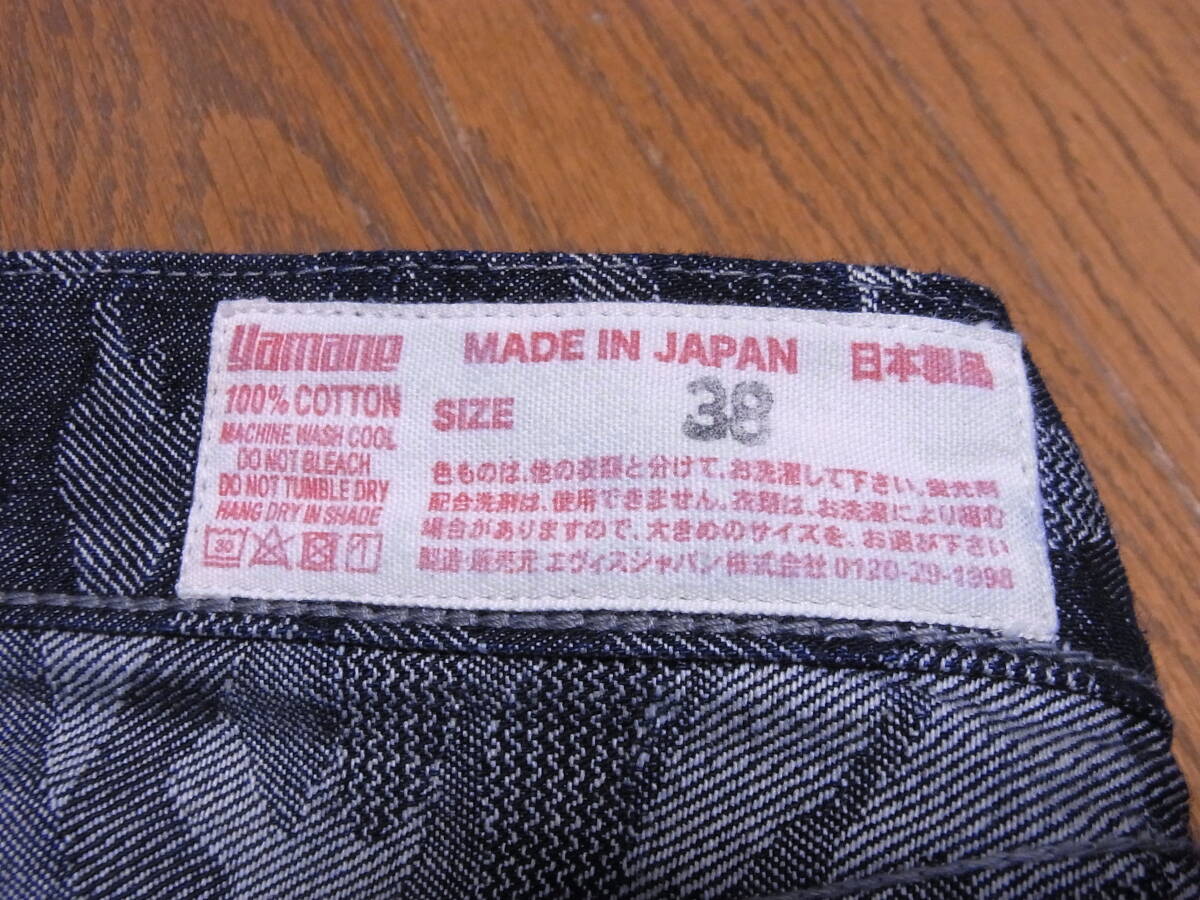 Yamane
100% COTTON
MACHINE WASH COOL
DO NOT BLEACH
DO NOT TUMBLE DRY
HANG DRY IN SHADE
30
MADE IN JAPAN 日本製品
SIZE 38
色ものは、他の衣類と分けて、お洗濯して下さい。蛍光剤
配合洗剤は、使用できません。衣類は、お洗濯により縮む
場合がありますので、大きめのサイズを、お選び下さい
製造・販売元 エヴィスジャパン株式会社 0120-29-1998